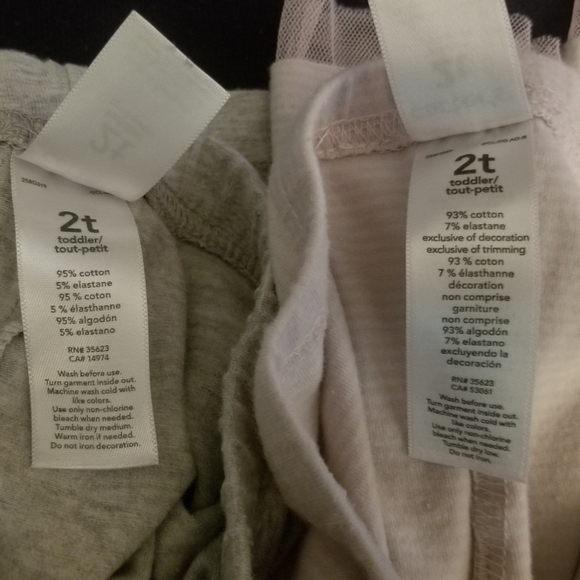 2t
toddler/
tout-petit
95% cotton
5% elastane
95 % coton
5 % élasthanne
95% algodón
5% elastano
RN# 35623
CA# 14974
Wash before use.
Turn garment inside out.
Machine wash cold with
like colors.
Use only non-chlorine
bleach when needed.
Tumble dry medium.
Warm iron if needed.
Do not iron decoration.
2t
toddler/
tout-petit
93% cotton
7% elastane
exclusive of decoration
exclusive of trimming
93 % coton
7 % élasthanne
décoration
non comprise
garniture
non comprise
93% algodón
7% elastano
excluyendo la
decoración
RN# 35623
CA# 53061
Wash before use.
Turn garment inside out.
Machine wash cold with
like colors.
Use only non-chlorine
bleach when needed.
Tumble dry low.
Do not iron.